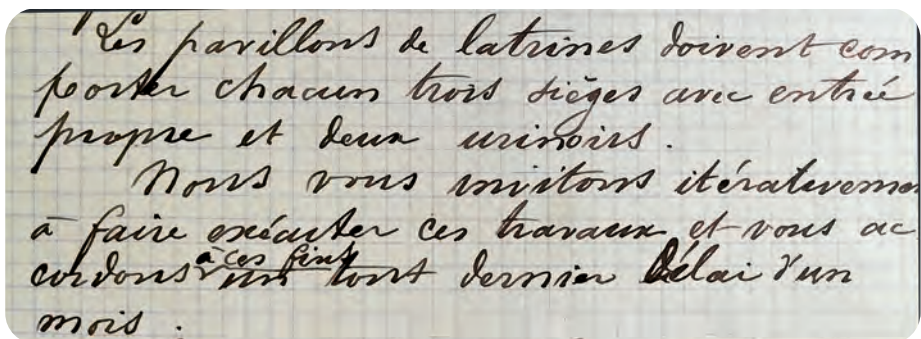 Les pavillons de latrines doivent com
porter chacun trois sièges avec entrée
propre et deux urinoirs.
Nous vous invitons itérativeme
à faire exécuter ces travaux et vous ac
cordons à ces fins un tout dernier délai d'un
mois.